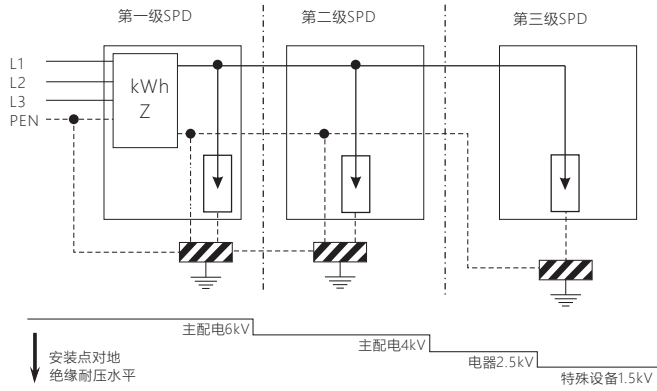 第一级SPD
第二级SPD
第三级SPD
L1
L2
L3
PEN
kWh
Z
主配电6kV
主配电4kV
电器2.5kV
特殊设备1.5kV
安装点对地
绝缘耐压水平